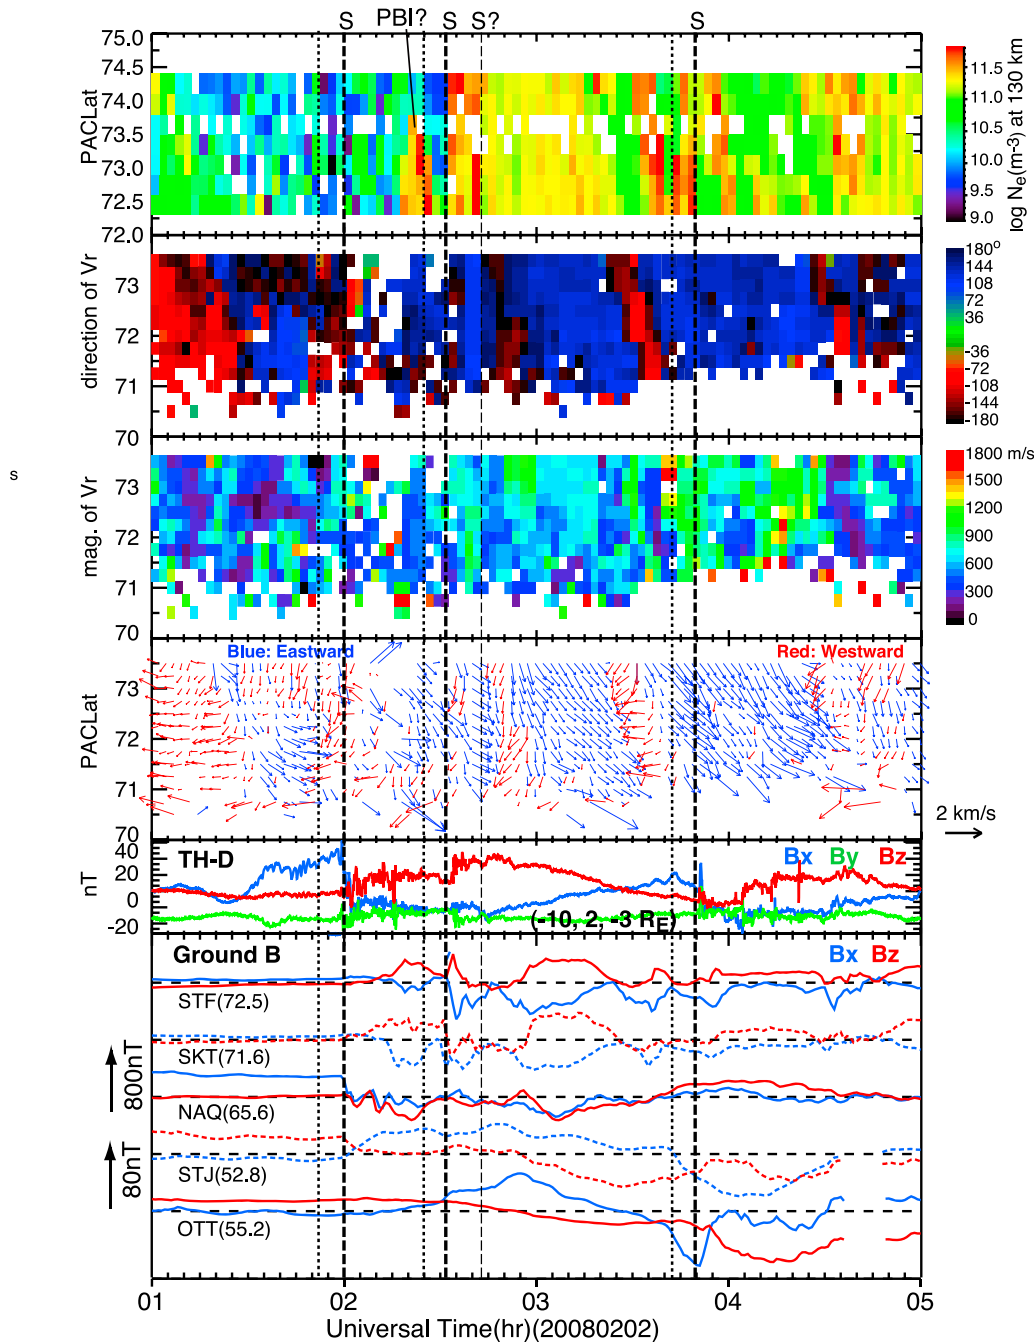 S PBI? S S? S
75.0
74.5
74.0
73.5
73.0
72.5
72.0
PACLat
11.5
11.0
10.5
10.0
9.5
9.0
log Ne(m-3) at 130 km
73
72
71
70
direction of Vr
180o
144
108
72
36
0
-36
-72
-108
-144
-180
s
73
72
71
70
mag. of Vr
1800 m/s
1500
1200
900
600
300
0
Blue: Eastward
Red: Westward
73
72
71
70
PACLat
2 km/s
40
20
0
-20
nT
TH-D
Bx By Bz
(-10, 2, -3 RE)
Ground B
Bx Bz
STF(72.5)
SKT(71.6)
NAQ(65.6)
STJ(52.8)
OTT(55.2)
800nT
80nT
01 02 03 04 05
Universal Time(hr)(20080202)